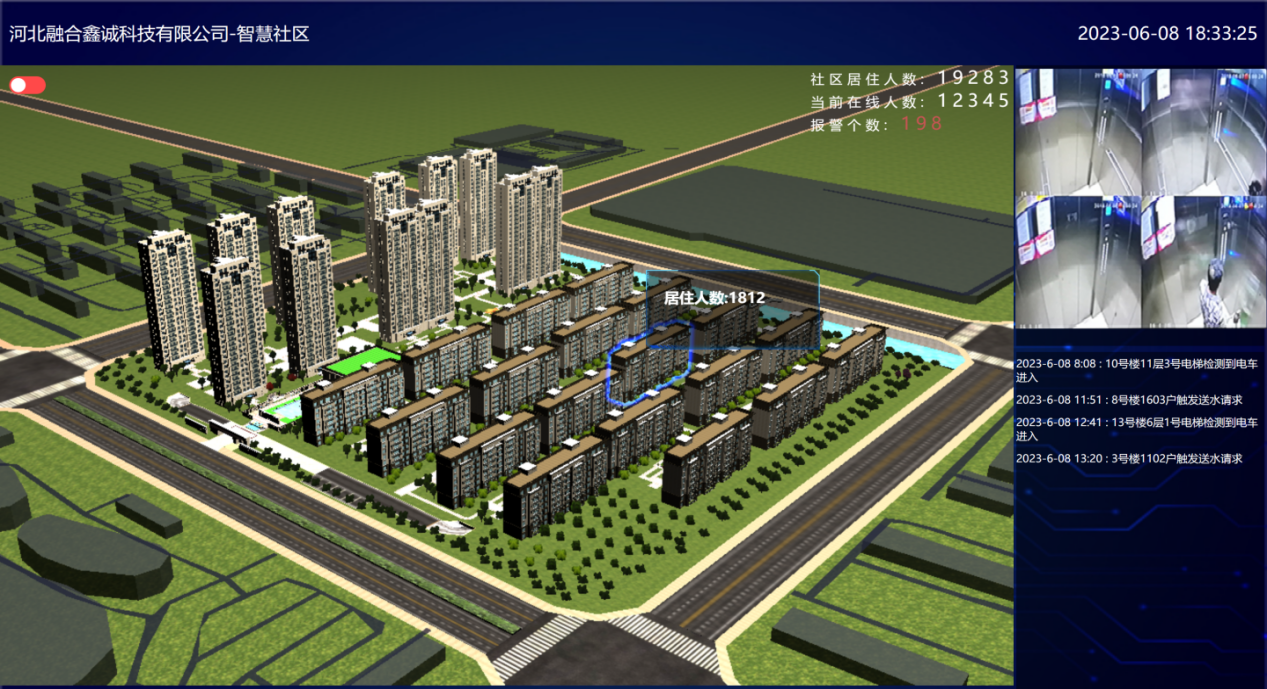 河北融合鑫诚科技有限公司-智慧社区
2023-06-08 18:33:25
社区居住人数: 19283
当前在线人数: 12345
报警个数: 198
居住人数:1812
2023-6-08 8:08 : 10号楼11层3号电梯检测到电车
进入
2023-6-08 11:51 : 8号楼1603户触发送水请求
2023-6-08 12:41 : 13号楼6层1号电梯检测到电车
进入
2023-6-08 13:20 : 3号楼1102户触发送水请求